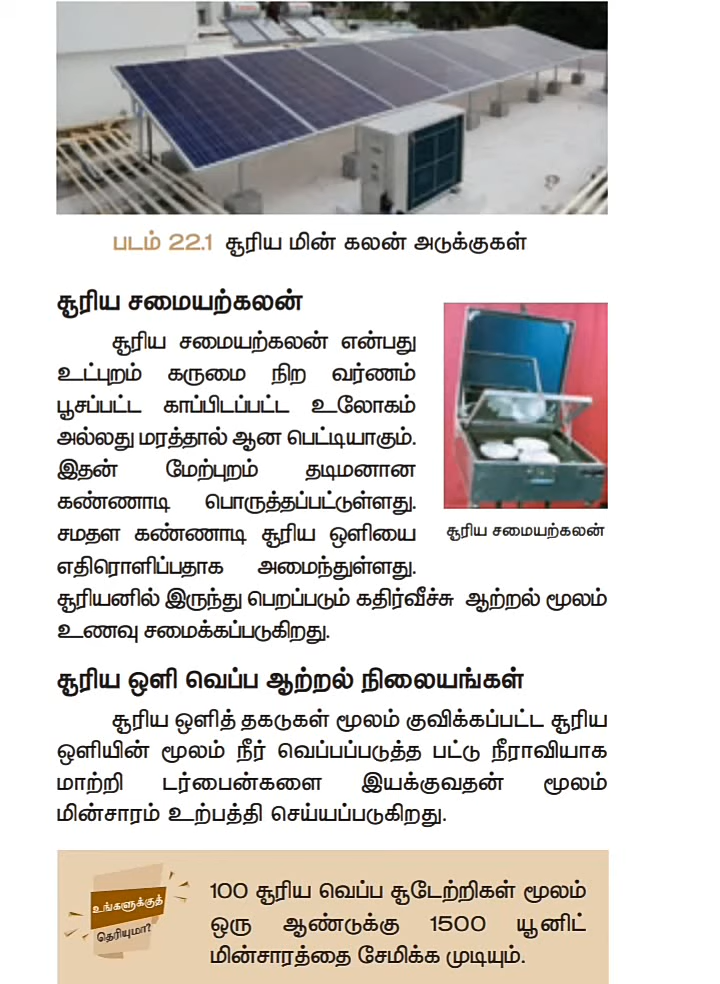 படம் 22.1 சூரிய மின் கலன் அடுக்குகள்
சூரிய சமையற்கலன்
சூரிய சமையற்கலன் என்பது
உட்புறம் கருமை நிற வர்ணம்
பூசப்பட்ட காப்பிடப்பட்ட உலோகம்
அல்லது மரத்தால் ஆன பெட்டியாகும்.
இதன் மேற்புறம் தடிமனான
கண்ணாடி பொருத்தப்பட்டுள்ளது.
சமதள கண்ணாடி சூரிய ஒளியை
எதிரொளிப்பதாக அமைந்துள்ளது.
சூரிய சமையற்கலன்
சூரியனில் இருந்து பெறப்படும் கதிர்வீச்சு ஆற்றல் மூலம்
உணவு சமைக்கப்படுகிறது.
சூரிய ஒளி வெப்ப ஆற்றல் நிலையங்கள்
சூரிய ஒளித் தகடுகள் மூலம் குவிக்கப்பட்ட சூரிய
ஒளியின் மூலம் நீர் வெப்பப்படுத்த பட்டு நீராவியாக
மாற்றி டர்பைன்களை இயக்குவதன் மூலம்
மின்சாரம் உற்பத்தி செய்யப்படுகிறது.
உங்களுக்குத்
தெரியுமா?
100 சூரிய வெப்ப சூடேற்றிகள் மூலம்
ஒரு ஆண்டுக்கு 1500 யூனிட்
மின்சாரத்தை சேமிக்க முடியும்.